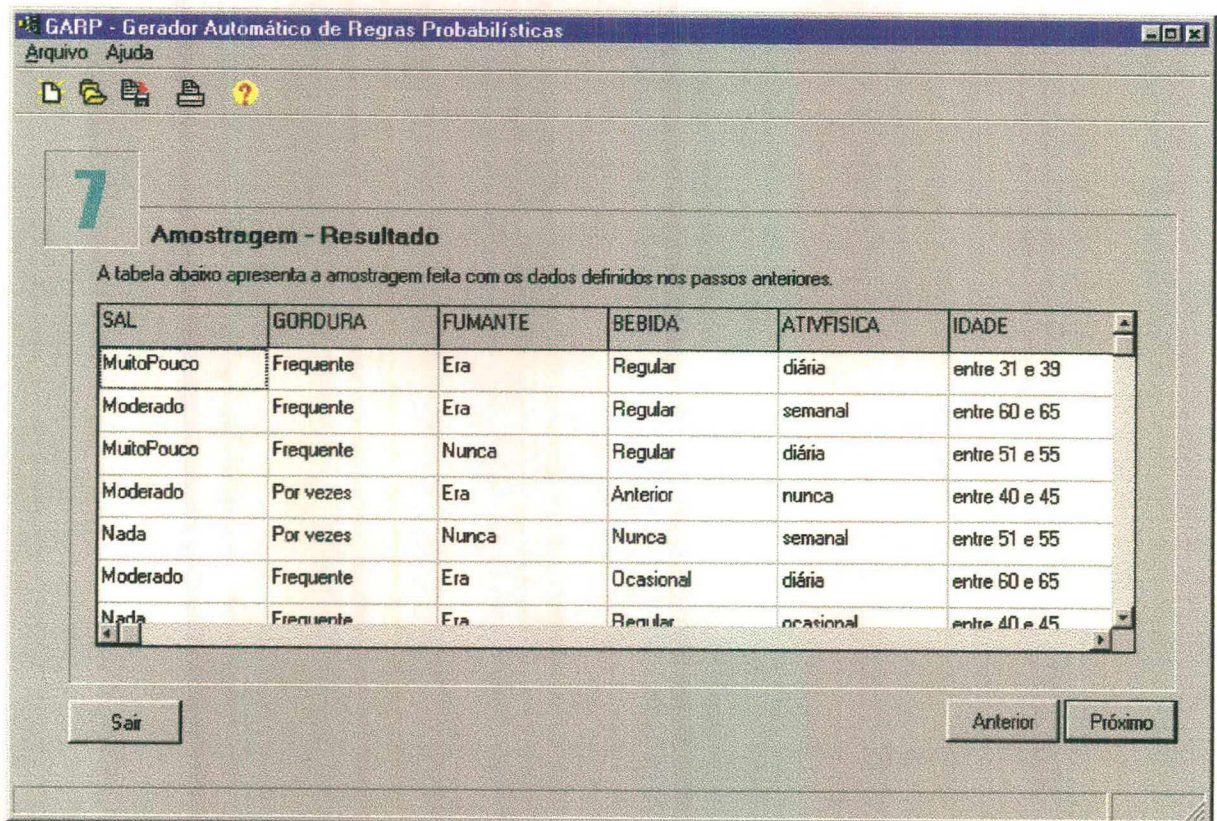 GARP - Gerador Automático de Regras Probabilísticas
Arquivo Ajuda
?
7
Amostragem - Resultado
A tabela abaixo apresenta a amostragem feita com os dados definidos nos passos anteriores.
SAL GORDURA FUMANTE BEBIDA ATIVFISICA IDADE
MuitoPouco Frequente Era Regular diária entre 31 e 39
Moderado Frequente Era Regular semanal entre 60 e 65
MuitoPouco Frequente Nunca Regular diária entre 51 e 55
Moderado Por vezes Era Anterior nunca entre 40 e 45
Nada Por vezes Nunca Nunca semanal entre 51 e 55
Moderado Frequente Era Ocasional diária entre 60 e 65
Nada Frequente Era Regular ocasional entre 40 e 45
Sair Anterior Próximo